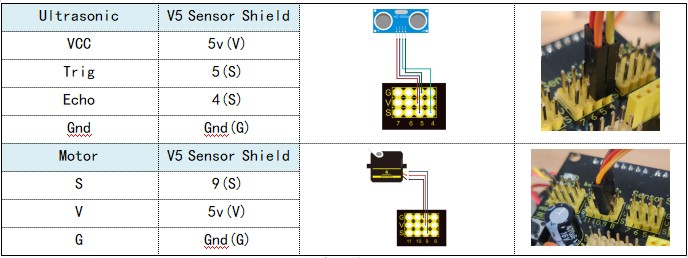 Ultrasonic V5 Sensor Shield
VCC 5v(V)
Trig 5(S)
Echo 4(S)
Gnd Gnd(G)
G
V
S
7 6 5 4
Motor V5 Sensor Shield
S 9(S)
V 5v(V)
G Gnd(G)
G
V
S
11 10 9 8